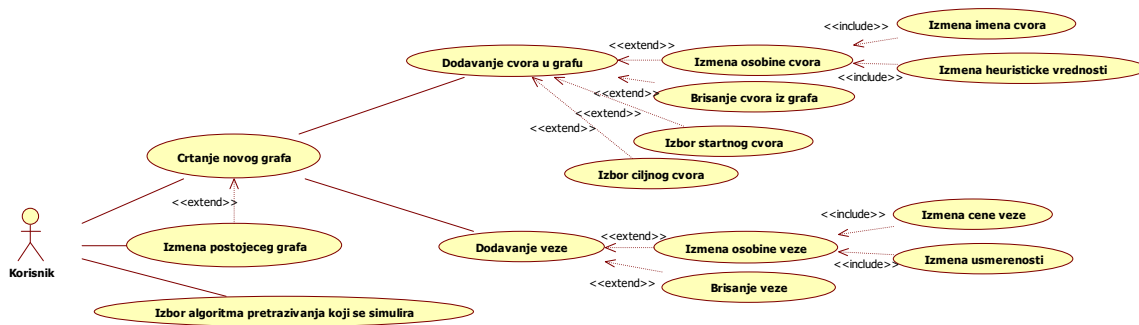 Izmena imena cvora
<<include>>
<<extend>>
Dodavanje cvora u grafu
Izmena osobine cvora
Izmena heuristicke vrednosti
<<include>>
<<extend>>
Brisanje cvora iz grafa
<<extend>>
<<extend>>
Izbor startnog cvora
Crtanje novog grafa
Izbor ciljnog cvora
<<extend>>
Izmena cene veze
<<include>>
<<extend>>
Izmena postojeceg grafa
Dodavanje veze
Izmena osobine veze
Izmena usmerenosti
<<include>>
Korisnik
<<extend>>
Brisanje veze
Izbor algoritma pretrazivanja koji se simulira